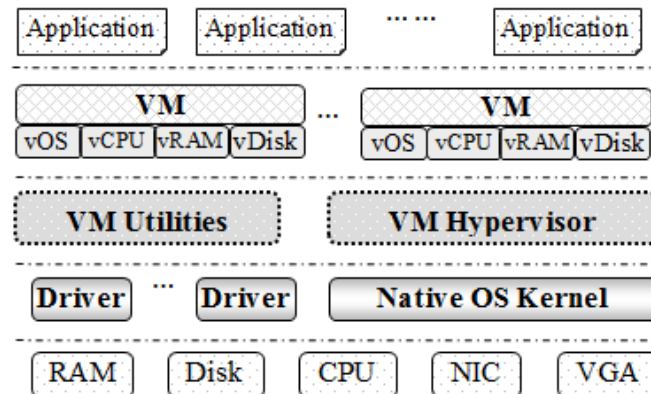 Application Application ... ... Application
VM ... VM
vOS vCPU vRAM vDisk vOS vCPU vRAM vDisk
VM Utilities VM Hypervisor
Driver ... Driver Native OS Kernel
RAM Disk CPU NIC VGA